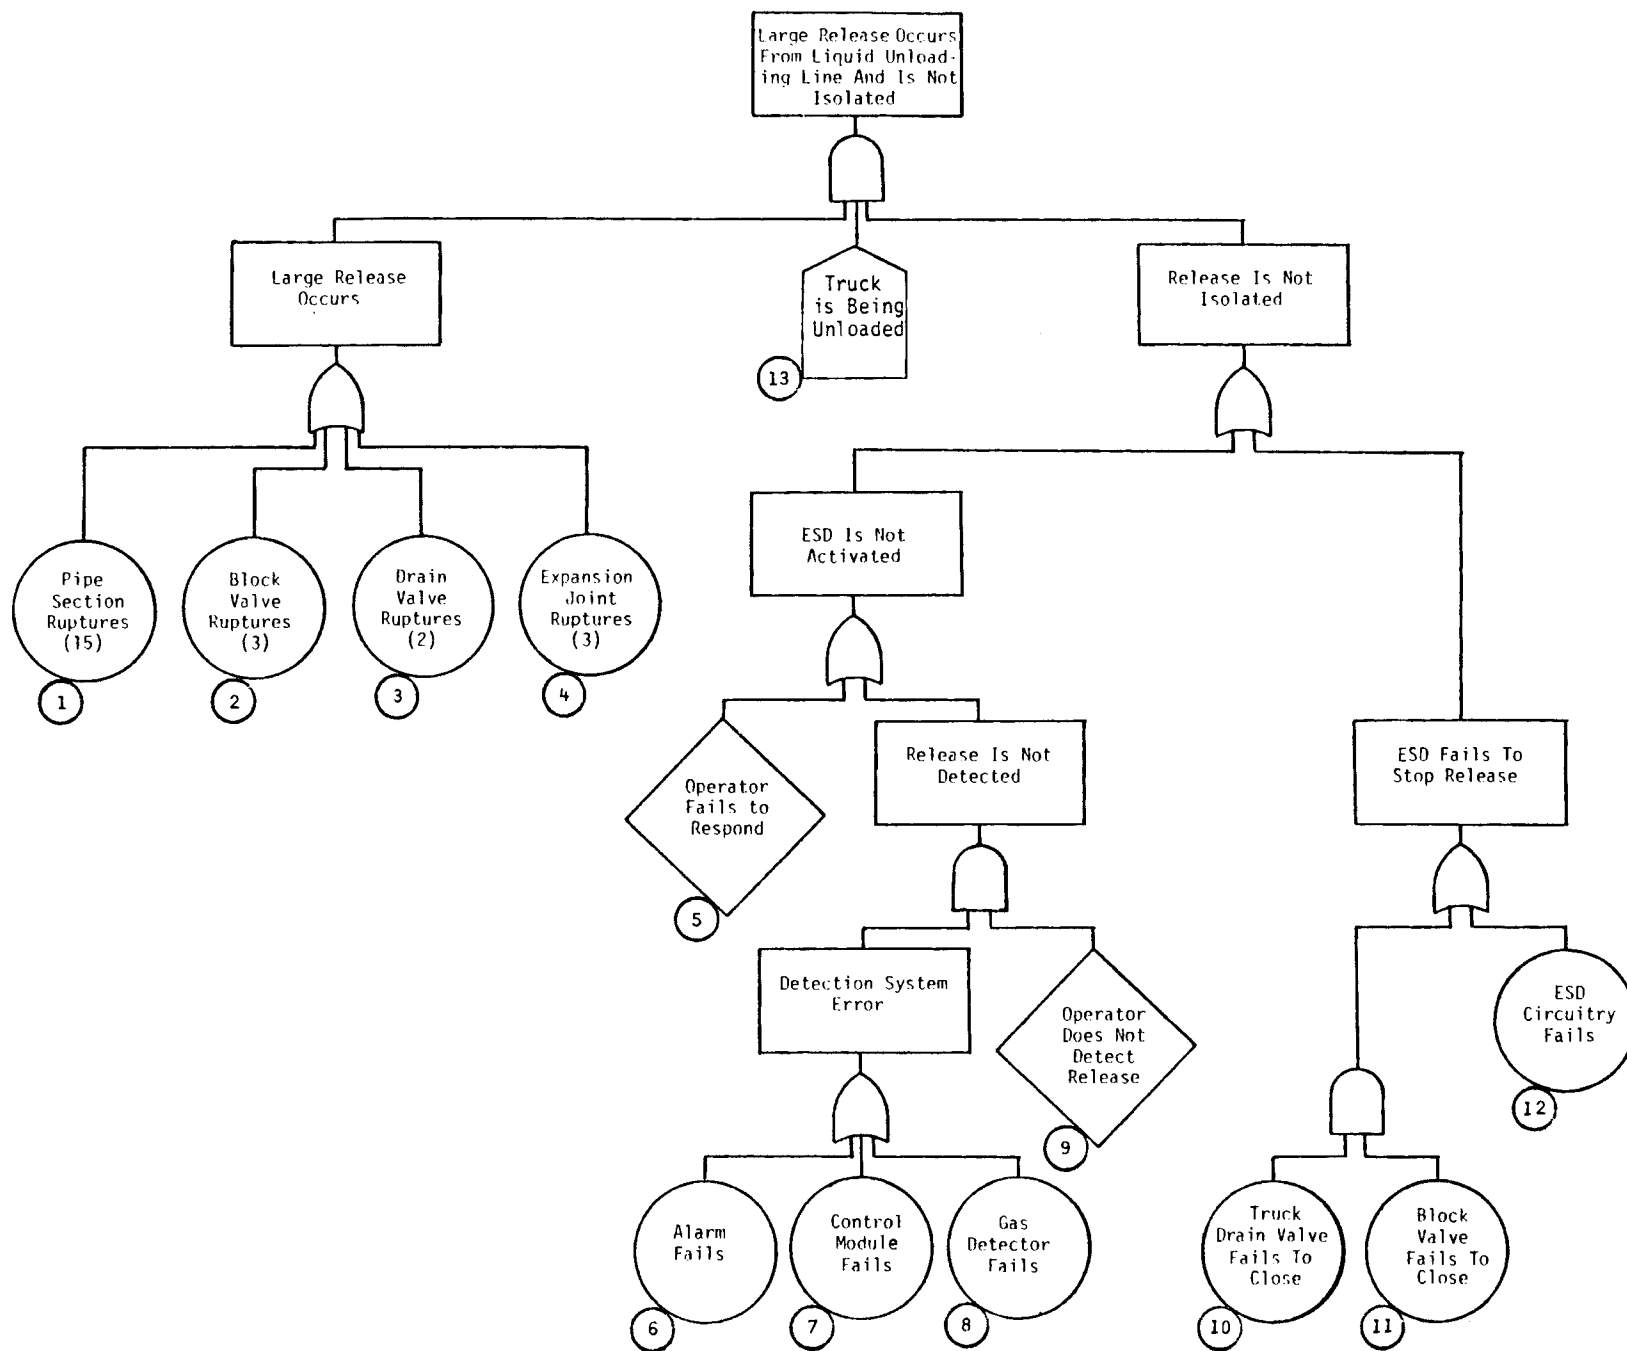 Large Release Occurs
From Liquid Unload-
ing Line And Is Not
Isolated
Large Release
Occurs
Truck
is Being
Unloaded
13
Release Is Not
Isolated
ESD Is Not
Activated
Pipe
Section
Ruptures
(15)
1
Block
Valve
Ruptures
(3)
2
Drain
Valve
Ruptures
(2)
3
Expansion
Joint
Ruptures
(3)
4
Operator
Fails to
Respond
5
Release Is Not
Detected
ESD Fails To
Stop Release
Detection System
Error
Operator
Does Not
Detect
Release
9
ESD
Circuitry
Fails
12
Alarm
Fails
6
Control
Module
Fails
7
Gas
Detector
Fails
8
Truck
Drain Valve
Fails To
Close
10
Block
Valve
Fails To
Close
11